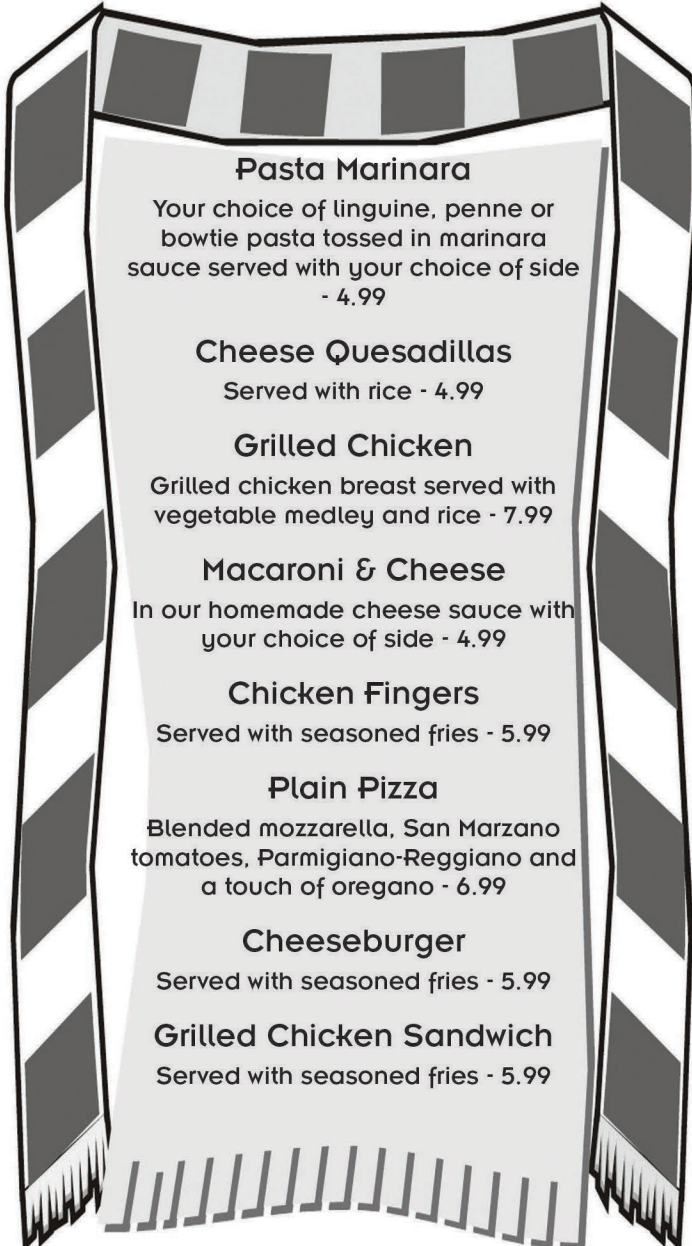 Pasta Marinara
Your choice of linguine, penne or
bowtie pasta tossed in marinara
sauce served with your choice of side
- 4.99
Cheese Quesadillas
Served with rice - 4.99
Grilled Chicken
Grilled chicken breast served with
vegetable medley and rice - 7.99
Macaroni & Cheese
In our homemade cheese sauce with
your choice of side - 4.99
Chicken Fingers
Served with seasoned fries - 5.99
Plain Pizza
Blended mozzarella, San Marzano
tomatoes, Parmigiano-Reggiano and
a touch of oregano - 6.99
Cheeseburger
Served with seasoned fries - 5.99
Grilled Chicken Sandwich
Served with seasoned fries - 5.99